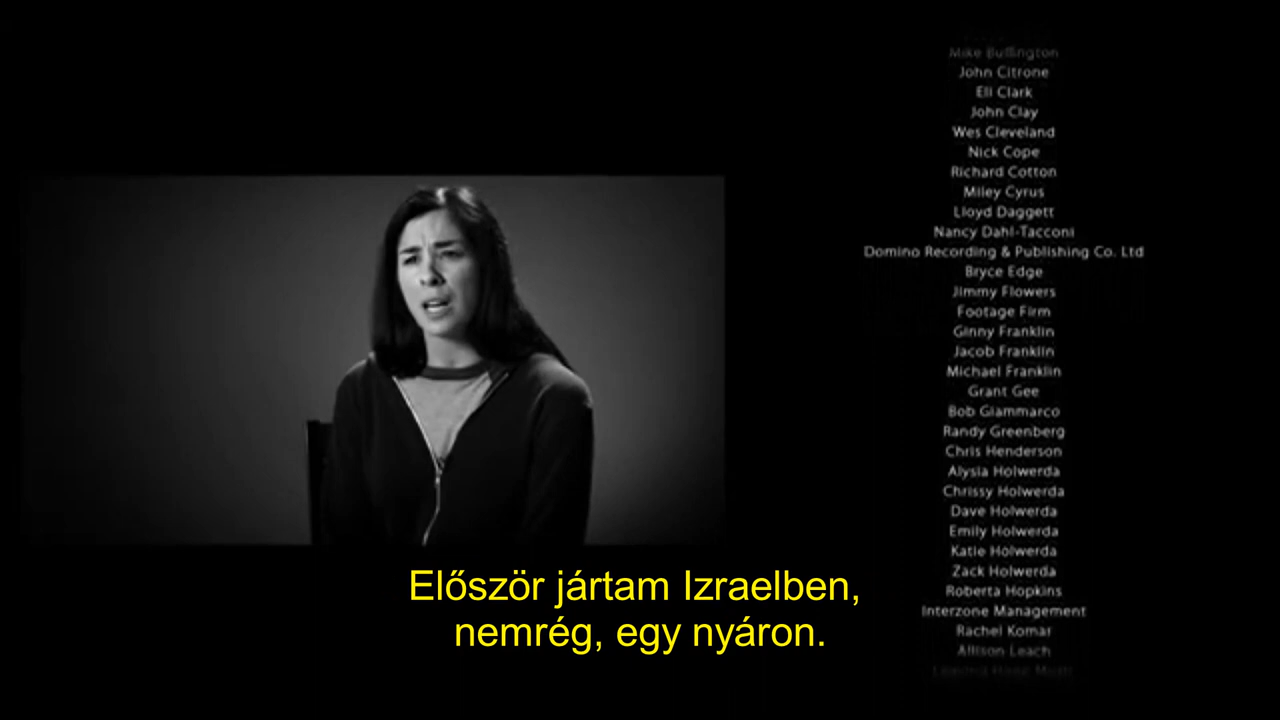 Mike Buffington
John Citrone
Eli Clark
John Clay
Wes Cleveland
Nick Cope
Richard Cotton
Miley Cyrus
Lloyd Daggett
Nancy Dahl-Tacconi
Domino Recording & Publishing Co. Ltd
Bryce Edge
Jimmy Flowers
Footage Firm
Ginny Franklin
Jacob Franklin
Michael Franklin
Grant Gee
Bob Giammarco
Randy Greenberg
Chris Henderson
Alysia Holwerda
Chrissy Holwerda
Dave Holwerda
Emily Holwerda
Katie Holwerda
Zack Holwerda
Roberta Hopkins
Interzone Management
Rachel Komar
Allison Leach
Először jártam Izraelben,
nemrég, egy nyáron.